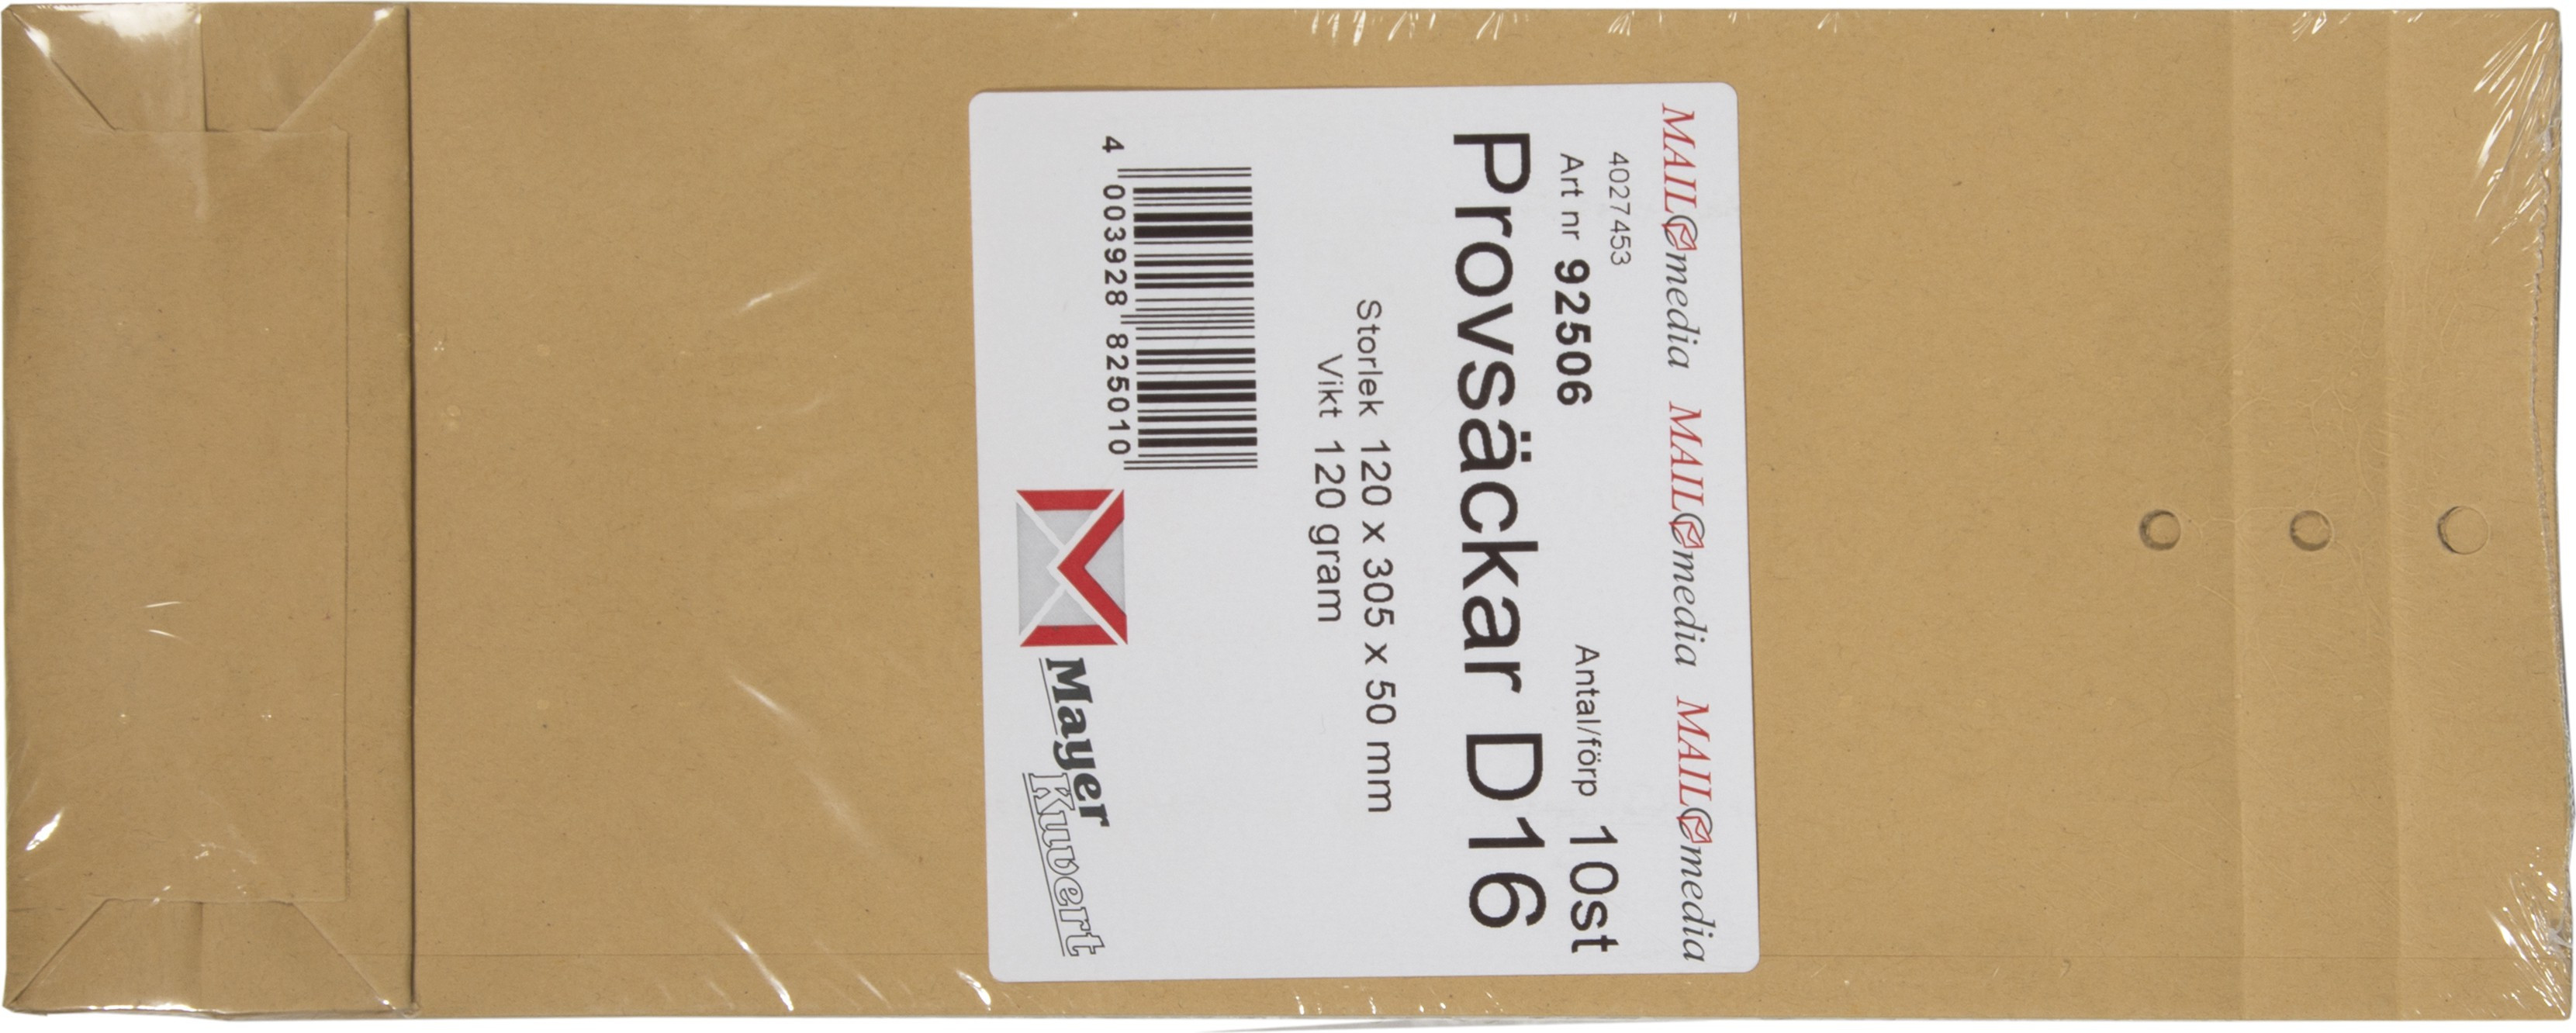 MAIL@media MAIL@media MAIL@media
4027453
Art nr 92506 Antal/förp 10st
Provsäckar D16
Storlek 120 x 305 x 50 mm
Vikt 120 gram
4 003928 825010
Mayer
Kuvert